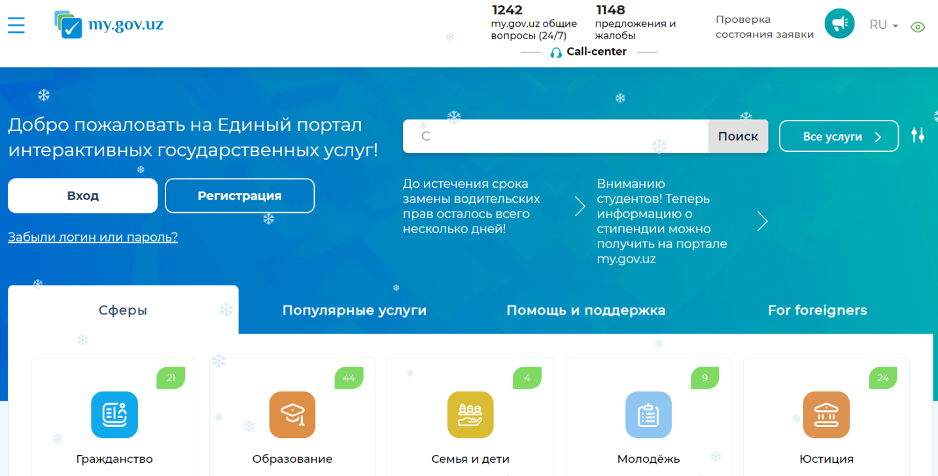 my.gov.uz
1242
my.gov.uz общие
вопросы (24/7)
1148
предложения и
жалобы
Call-center
Проверка
состояния заявки
RU
Добро пожаловать на Единый портал
интерактивных государственных услуг!
Вход
Регистрация
Забыли логин или пароль?
С
Поиск
Все услуги
До истечения срока
замены водительских
прав осталось всего
несколько дней!
Вниманию
студентов! Теперь
информацию о
стипендии можно
получить на портале
my.gov.uz
Сферы
Популярные услуги
Помощь и поддержка
For foreigners
21
Гражданство
44
Образование
4
Семья и дети
9
Молодёжь
24
Юстиция